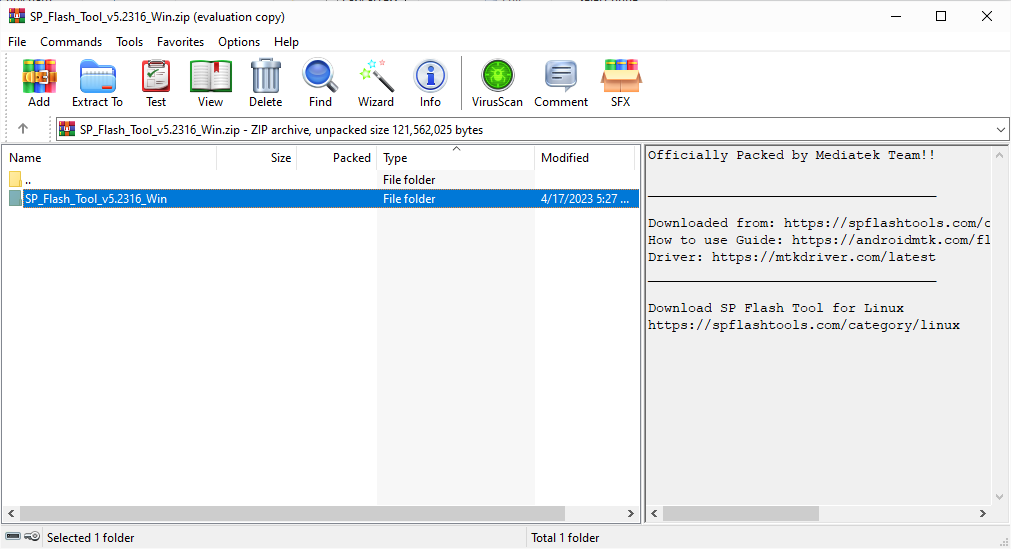 SP_Flash_Tool_v5.2316_Win.zip (evaluation copy)
File Commands Tools Favorites Options Help
Add Extract To Test View Delete Find Wizard Info VirusScan Comment SFX
SP_Flash_Tool_v5.2316_Win.zip - ZIP archive, unpacked size 121,562,025 bytes
Name Size Packed Type Modified
.. File folder
SP_Flash_Tool_v5.2316_Win File folder 4/17/2023 5:27 ...
Officially Packed by Mediatek Team!!
Downloaded from: https://spflashtools.com/c
How to use Guide: https://androidmtk.com/fl
Driver: https://mtkdriver.com/latest
Download SP Flash Tool for Linux
https://spflashtools.com/category/linux
Selected 1 folder Total 1 folder